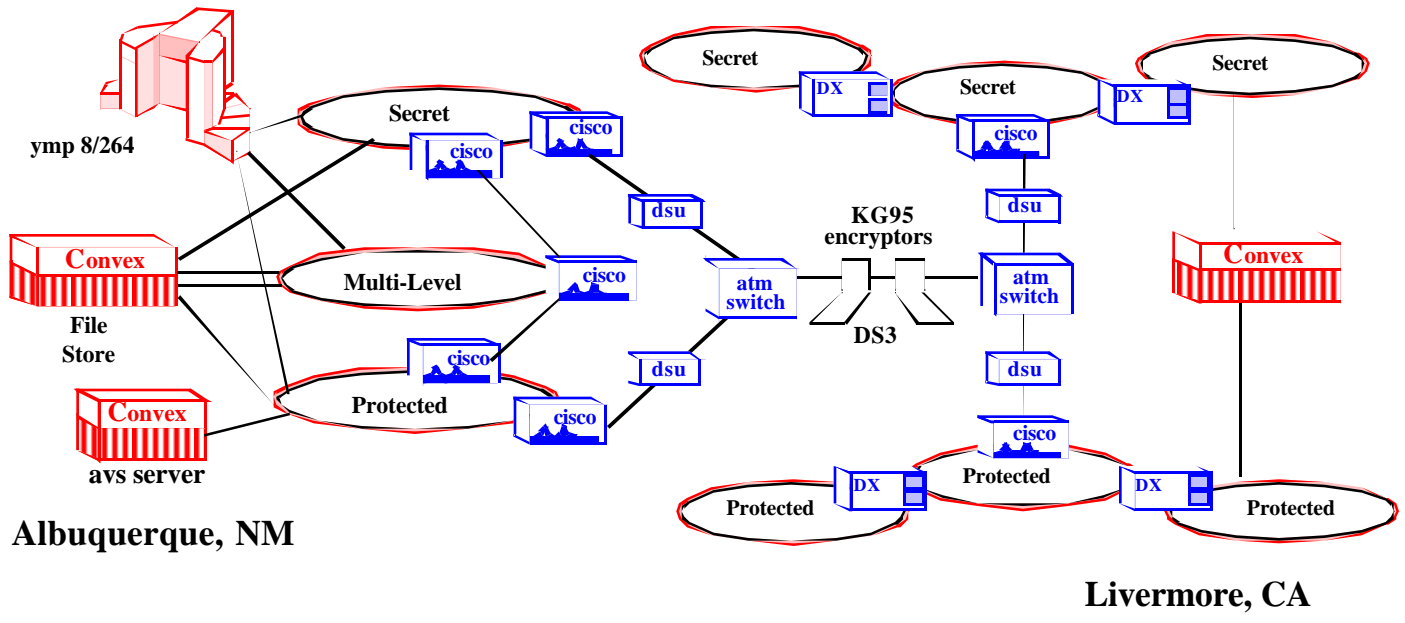 Secret
DX
Secret
DX
Secret
ymp 8/264
Secret
cisco
cisco
cisco
dsu
dsu
KG95
encryptors
Convex
File
Store
Multi-Level
cisco
atm
switch
DS3
atm
switch
Convex
cisco
dsu
dsu
Convex
avs server
Protected
cisco
cisco
Protected
DX
Protected
DX
Protected
Albuquerque, NM
Livermore, CA